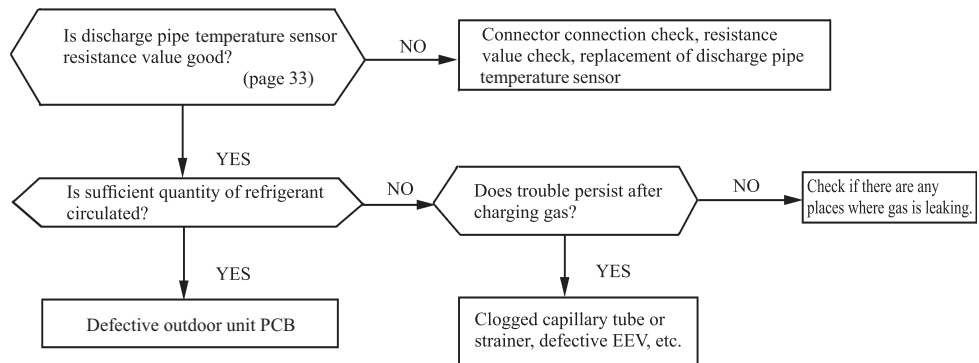 Is discharge pipe temperature sensor
resistance value good?
(page 33)
NO
Connector connection check, resistance
value check, replacement of discharge pipe
temperature sensor
YES
Is sufficient quantity of refrigerant
circulated?
NO
Does trouble persist after
charging gas?
NO
Check if there are any
places where gas is leaking.
YES
YES
Defective outdoor unit PCB
Clogged capillary tube or
strainer, defective EEV, etc.